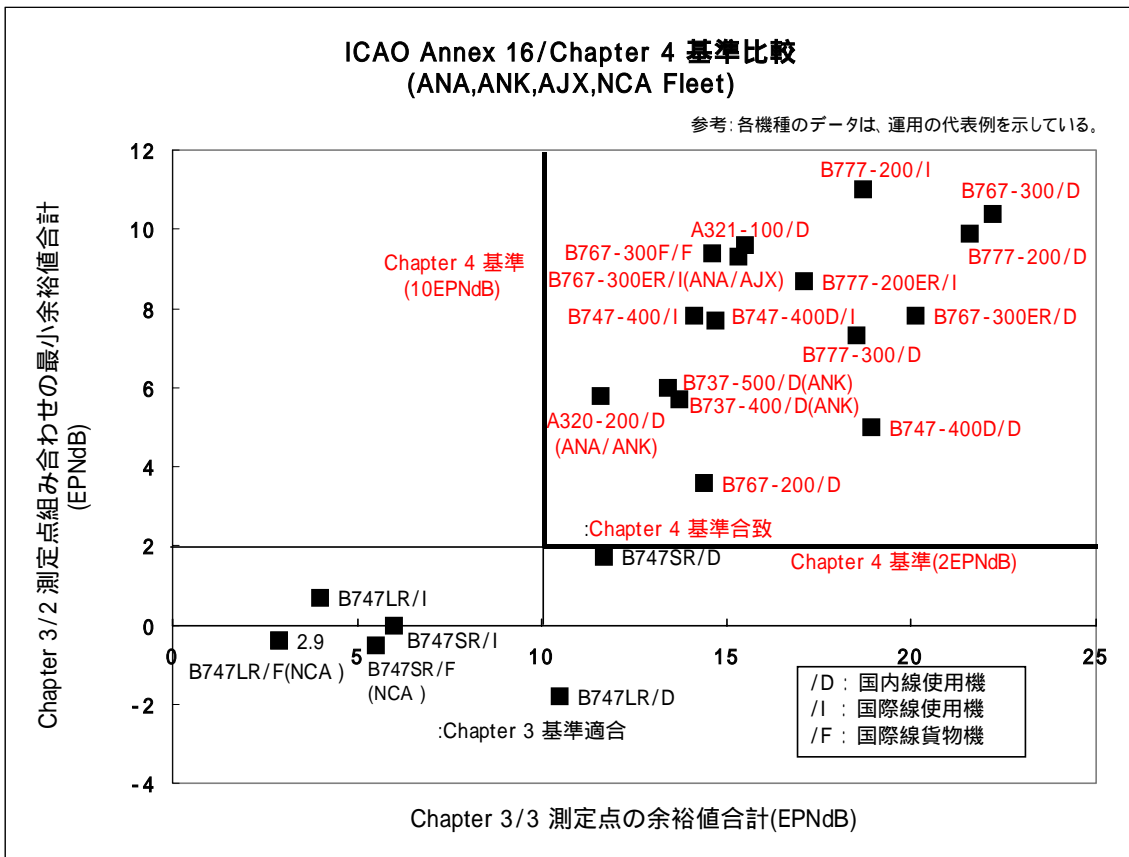 ICAO Annex 16/Chapter 4 基準比較
(ANA,ANK,AJX,NCA Fleet)
参考:各機種のデータは、運用の代表例を示している。
Chapter 3/2 測定点組み合わせの最小余裕値合計
(EPNdB)
12
10
8
6
4
2
0
-2
-4
0
5
10
15
20
25
B777-200/I
B767-300/D
A321-100/D
B777-200/D
B767-300F/F
Chapter 4 基準
(10EPNdB)
B767-300ER/I(ANA/AJX)
B777-200ER/I
B747-400/I
B747-400D/I
B767-300ER/D
B777-300/D
B737-500/D(ANK)
B737-400/D(ANK)
A320-200/D
(ANA/ANK)
B747-400D/D
B767-200/D
:Chapter 4 基準合致
B747SR/D
Chapter 4 基準(2EPNdB)
B747LR/I
2.9
B747SR/I
B747LR/F(NCA )
B747SR/F
(NCA )
B747LR/D
:Chapter 3 基準適合
/D : 国内線使用機
/I : 国際線使用機
/F : 国際線貨物機
Chapter 3/3 測定点の余裕値合計(EPNdB)